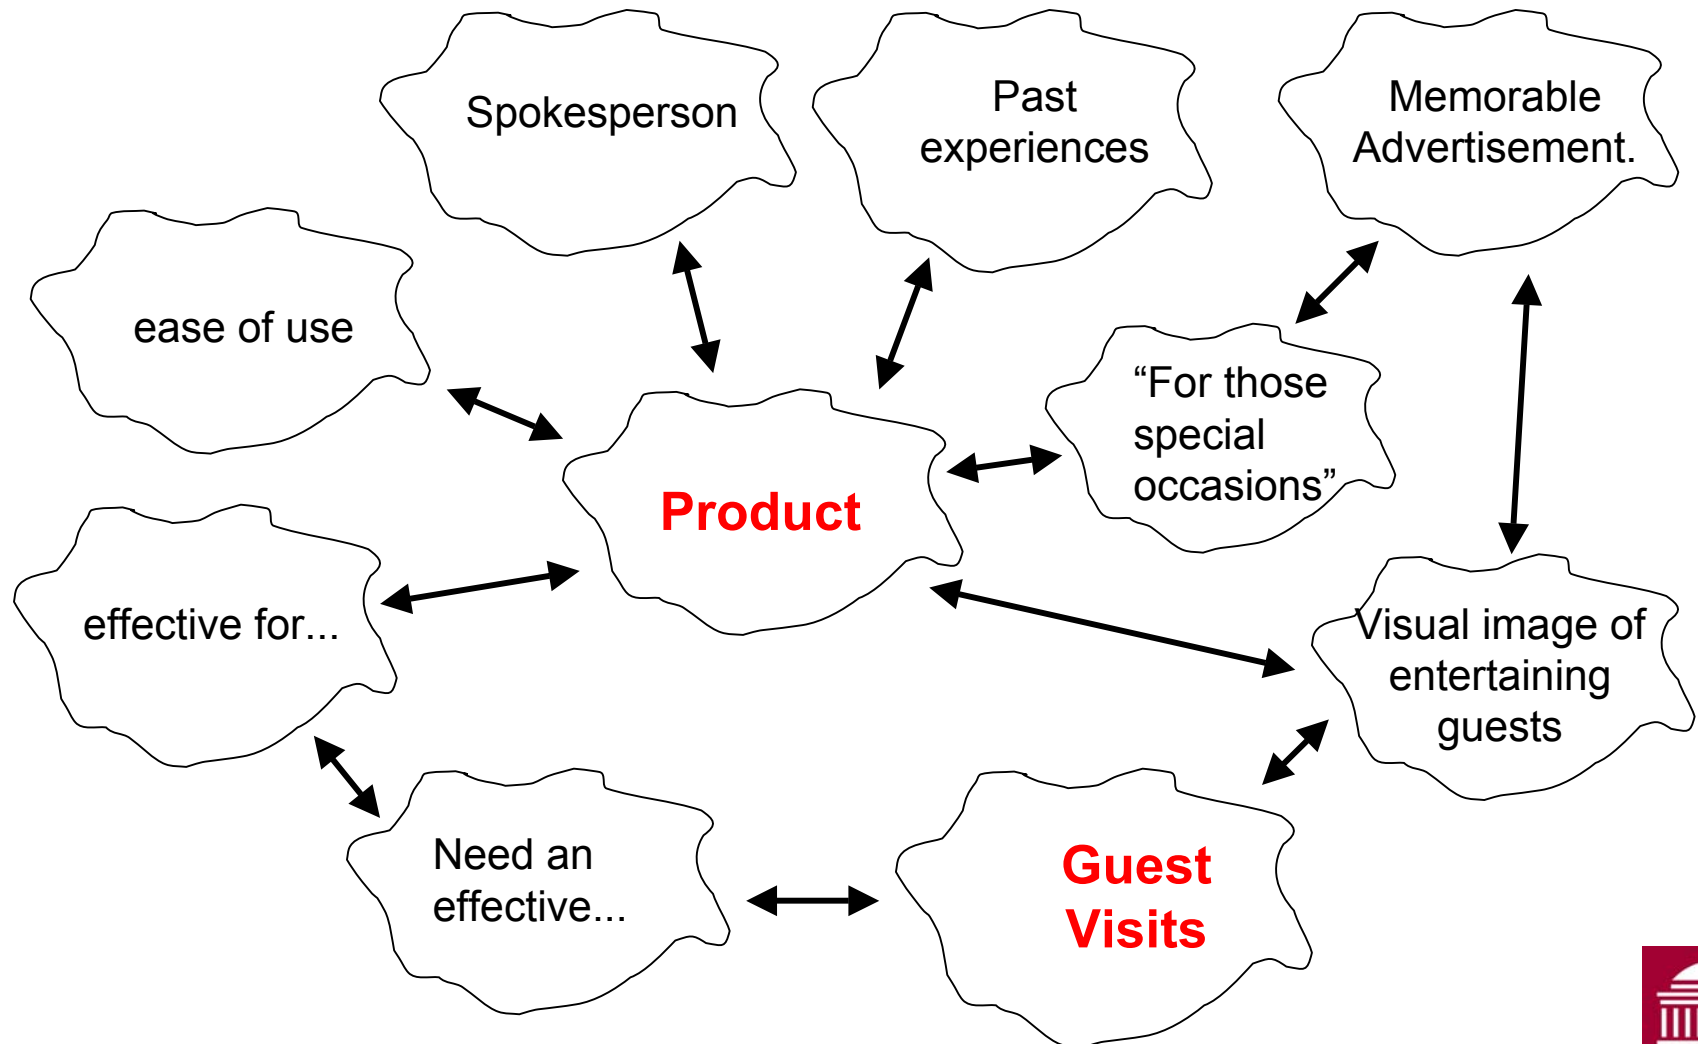 Spokesperson
Past
experiences
Memorable
Advertisement.
ease of use
“For those
special
occasions”
Product
effective for...
Visual image of
entertaining
guests
Need an
effective...
Guest
Visits